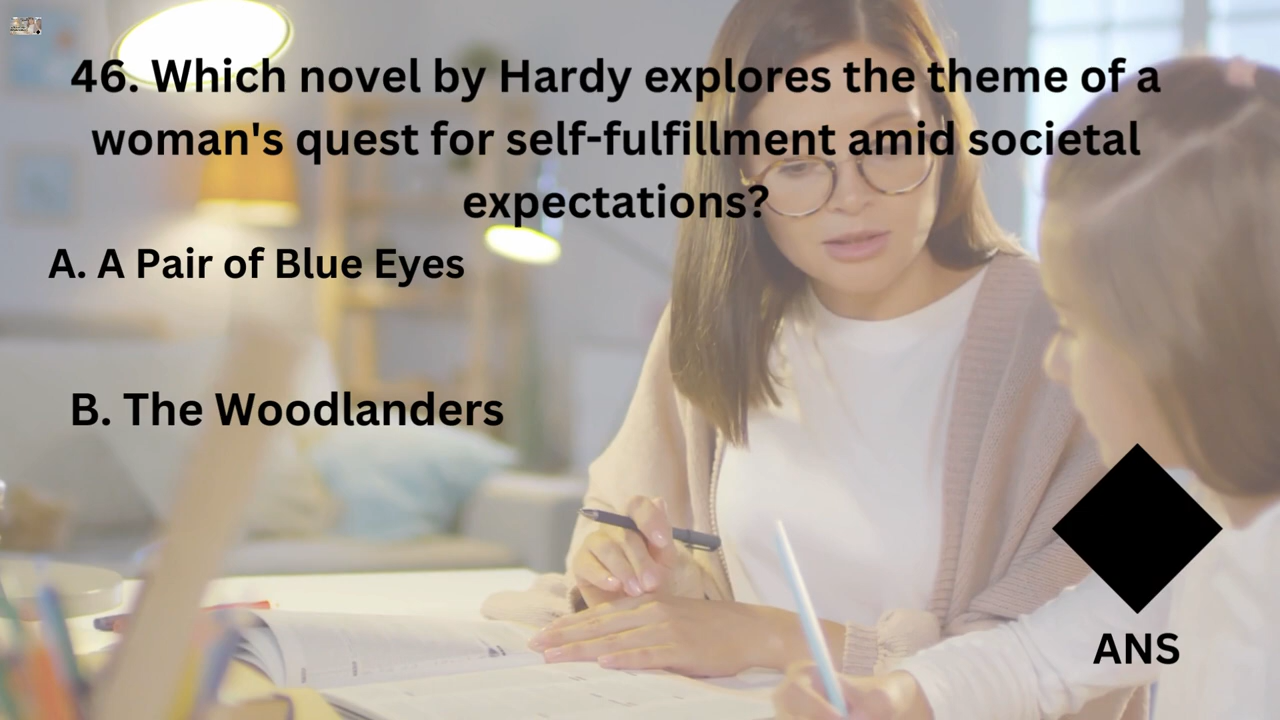 46. Which novel by Hardy explores the theme of a
woman's quest for self-fulfillment amid societal
expectations?
A. A Pair of Blue Eyes
B. The Woodlanders
ANS